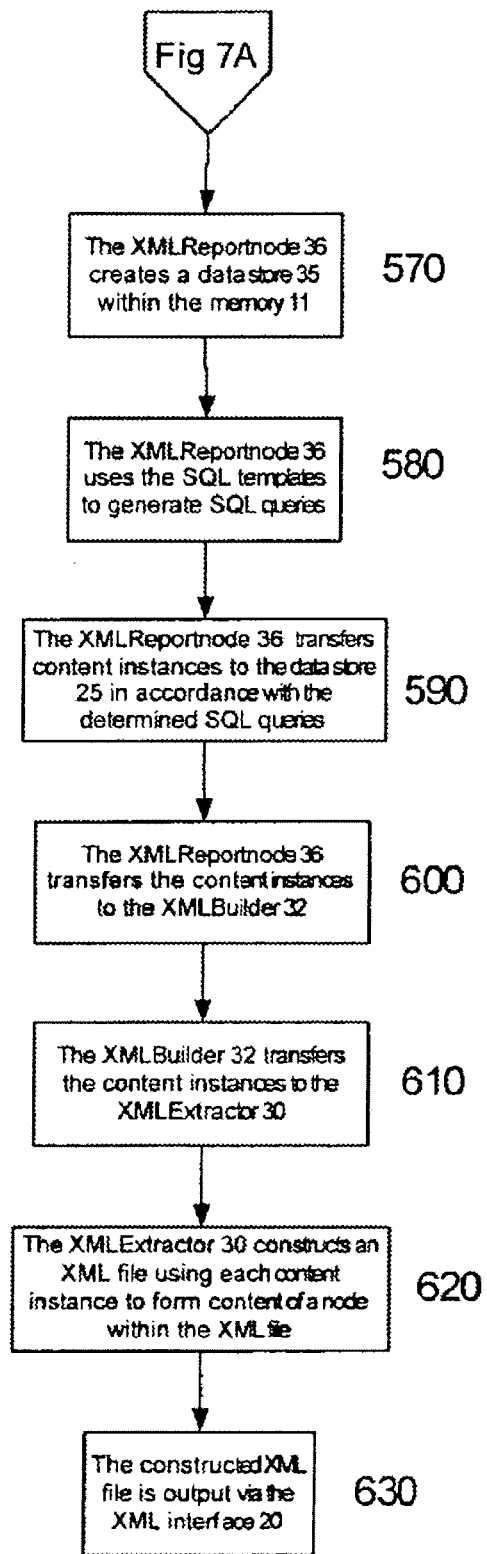 Fig 7A
The XMLReportnode 36
creates a data store 35
within the memory 11
570
The XMLReportnode 36
uses the SQL templates
to generate SQL queries
580
The XMLReportnode 36 transfers
content instances to the data store
25 in accordance with the
determined SQL queries
590
The XMLReportnode 36
transfers the content instances
to the XMLBuilder 32
600
The XMLBuilder 32 transfers
the content instances to the
XMLExtractor 30
610
The XMLExtractor 30 constructs an
XML file using each content
instance to form content of a node
within the XML file
620
The constructed XML
file is output via the
XML interface 20
630